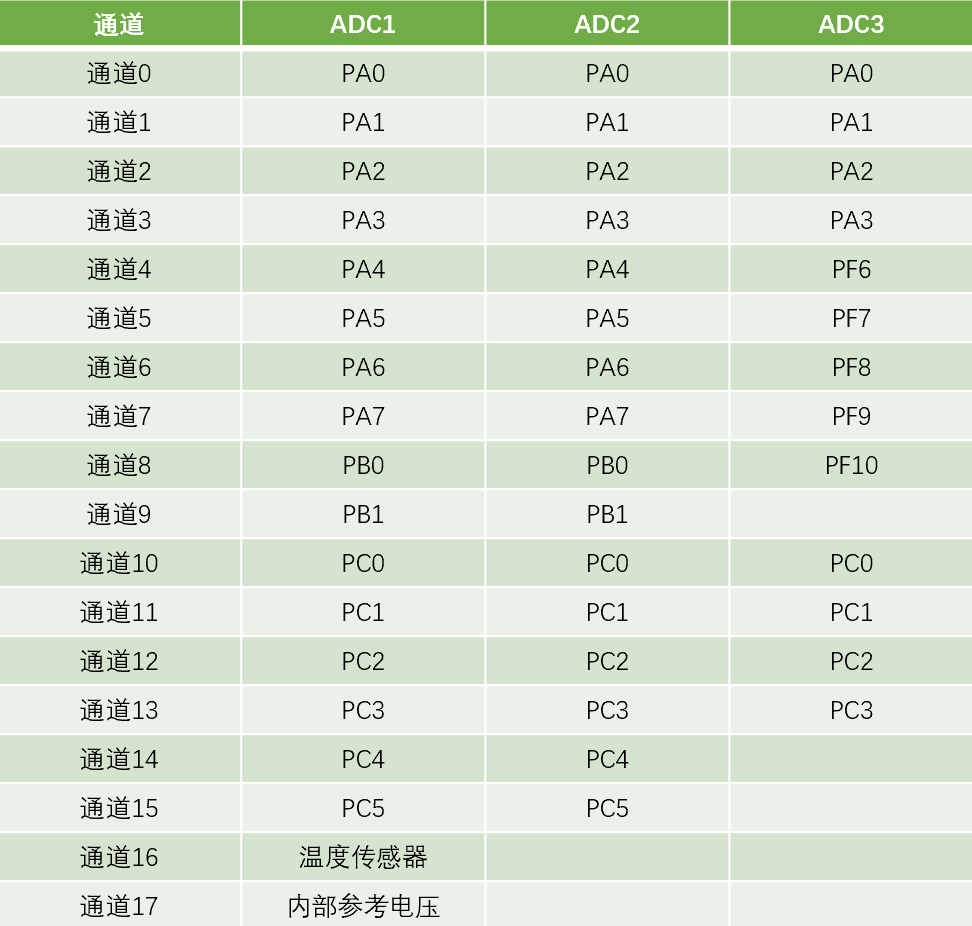 通道 ADC1 ADC2 ADC3
通道0 PA0 PA0 PA0
通道1 PA1 PA1 PA1
通道2 PA2 PA2 PA2
通道3 PA3 PA3 PA3
通道4 PA4 PA4 PF6
通道5 PA5 PA5 PF7
通道6 PA6 PA6 PF8
通道7 PA7 PA7 PF9
通道8 PB0 PB0 PF10
通道9 PB1 PB1
通道10 PC0 PC0 PC0
通道11 PC1 PC1 PC1
通道12 PC2 PC2 PC2
通道13 PC3 PC3 PC3
通道14 PC4 PC4
通道15 PC5 PC5
通道16 温度传感器
通道17 内部参考电压